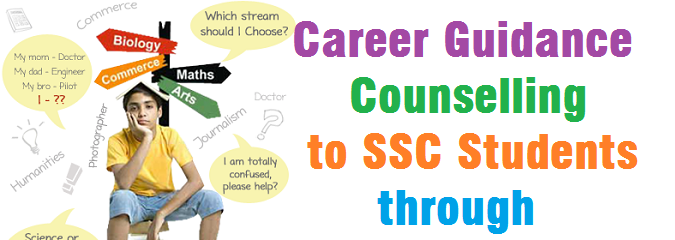 Commerce
Which stream
should I Choose?
My mom - Doctor
My dad - Engineer
My bro - Pilot
I - ??
Biology
Commerce
Maths
Arts
Photographer
Doctor
Journalism
Humanities
I am totally
confused,
please help?
Science or
Career Guidance
Counselling
to SSC Students
through